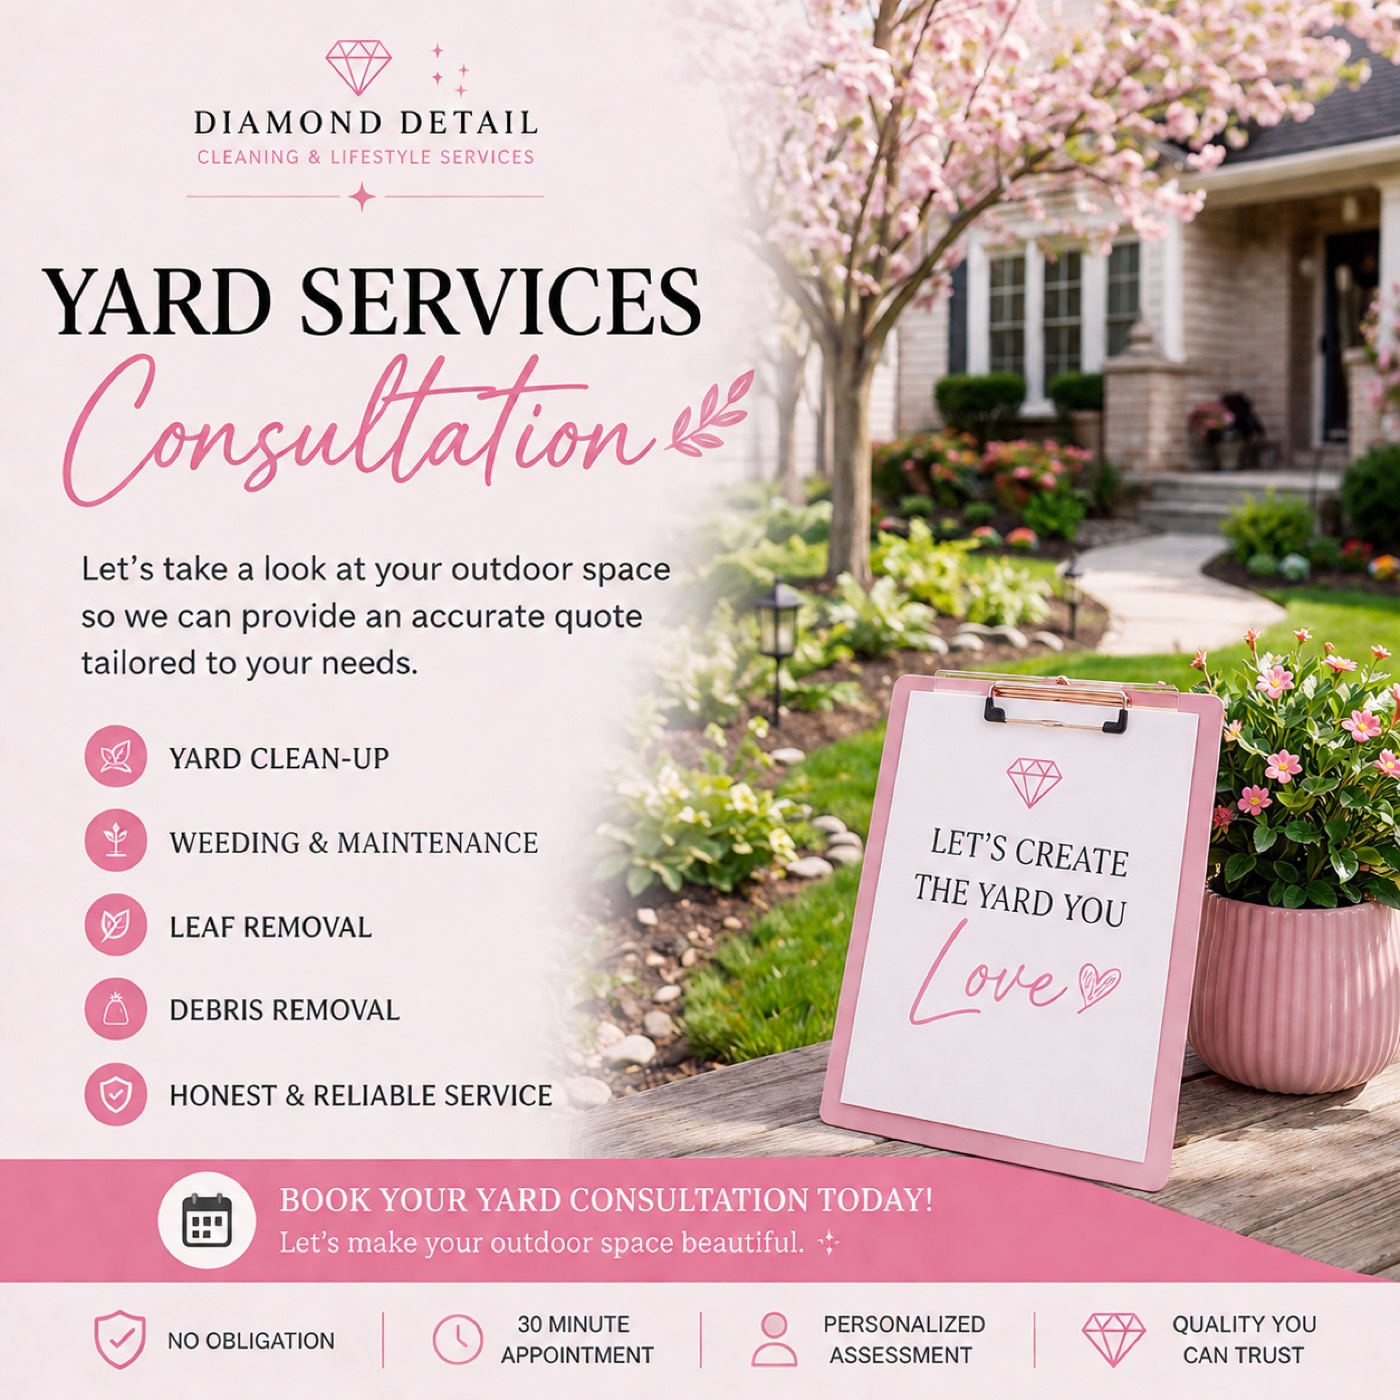 DIAMOND DETAIL
CLEANING & LIFESTYLE SERVICES
YARD SERVICES
Consultation
Let's take a look at your outdoor space
so we can provide an accurate quote
tailored to your needs.
YARD CLEAN-UP
WEEDING & MAINTENANCE
LEAF REMOVAL
DEBRIS REMOVAL
HONEST & RELIABLE SERVICE
LET'S CREATE
THE YARD YOU
Love
BOOK YOUR YARD CONSULTATION TODAY!
Let's make your outdoor space beautiful.
NO OBLIGATION
30 MINUTE
APPOINTMENT
PERSONALIZED
ASSESSMENT
QUALITY YOU
CAN TRUST